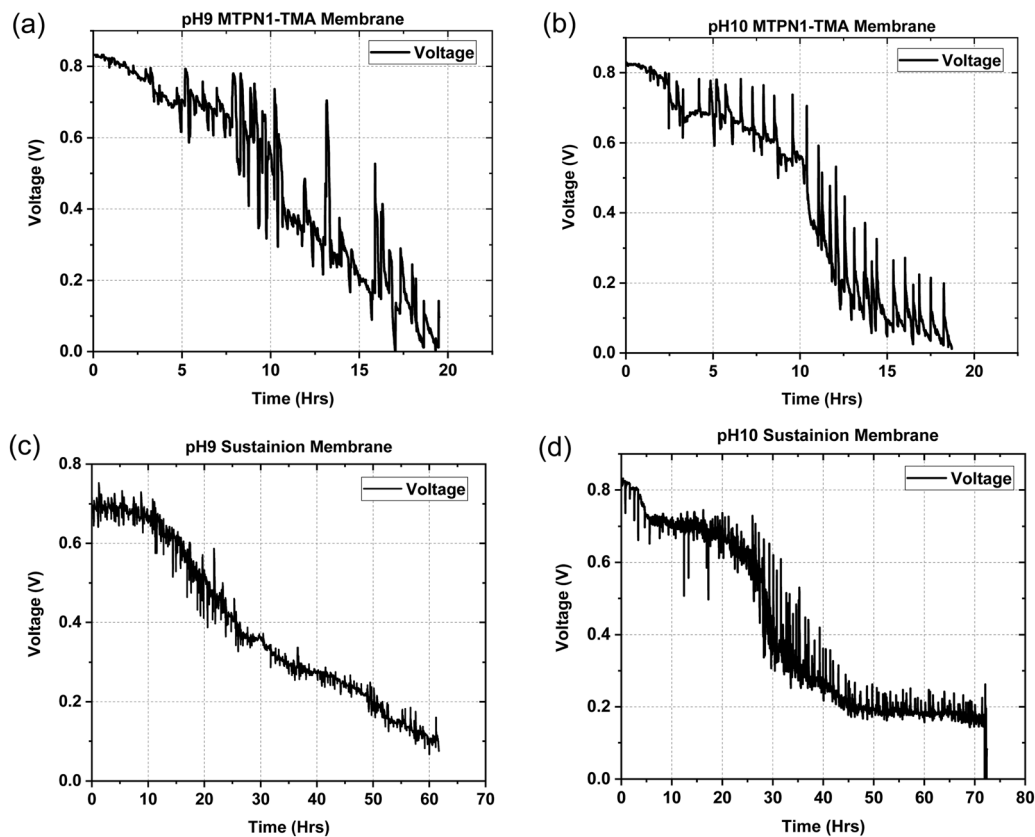 (a)
pH9 MTPN1-TMA Membrane
Voltage
Voltage (V)
0.8
0.6
0.4
0.2
0.0
0 5 10 15 20
Time (Hrs)
(b)
pH10 MTPN1-TMA Membrane
Voltage
Voltage (V)
0.8
0.6
0.4
0.2
0.0
0 5 10 15 20
Time (Hrs)
(c)
pH9 Sustainion Membrane
Voltage
Voltage (V)
0.8
0.6
0.4
0.2
0.0
0 10 20 30 40 50 60 70
Time (Hrs)
(d)
pH10 Sustainion Membrane
Voltage
Voltage (V)
0.8
0.6
0.4
0.2
0.0
0 10 20 30 40 50 60 70 80
Time (Hrs)